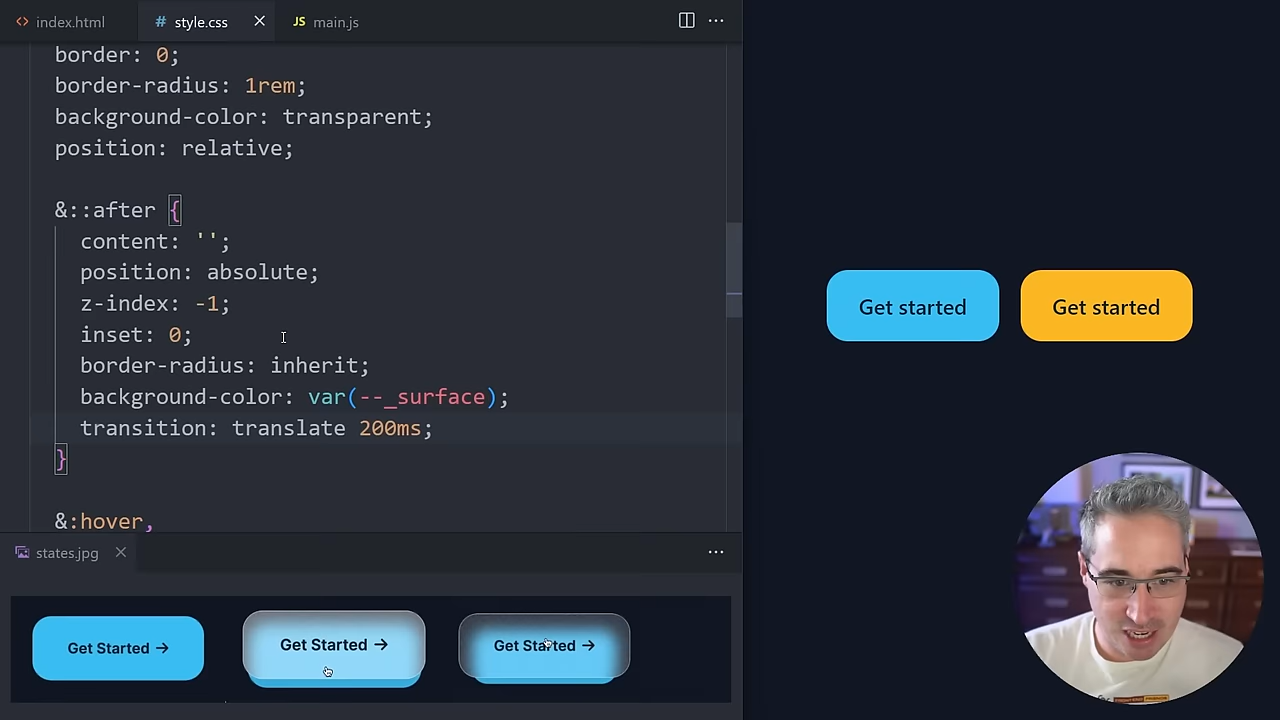 <> index.html
# style.css
JS main.js
border: 0;
border-radius: 1rem;
background-color: transparent;
position: relative;
&::after {
content: '';
position: absolute;
z-index: -1;
inset: 0;
border-radius: inherit;
background-color: var(--_surface);
transition: translate 200ms;
}
&:hover,
Get started
Get started
states.jpg
Get Started →
Get Started →
Get Started →